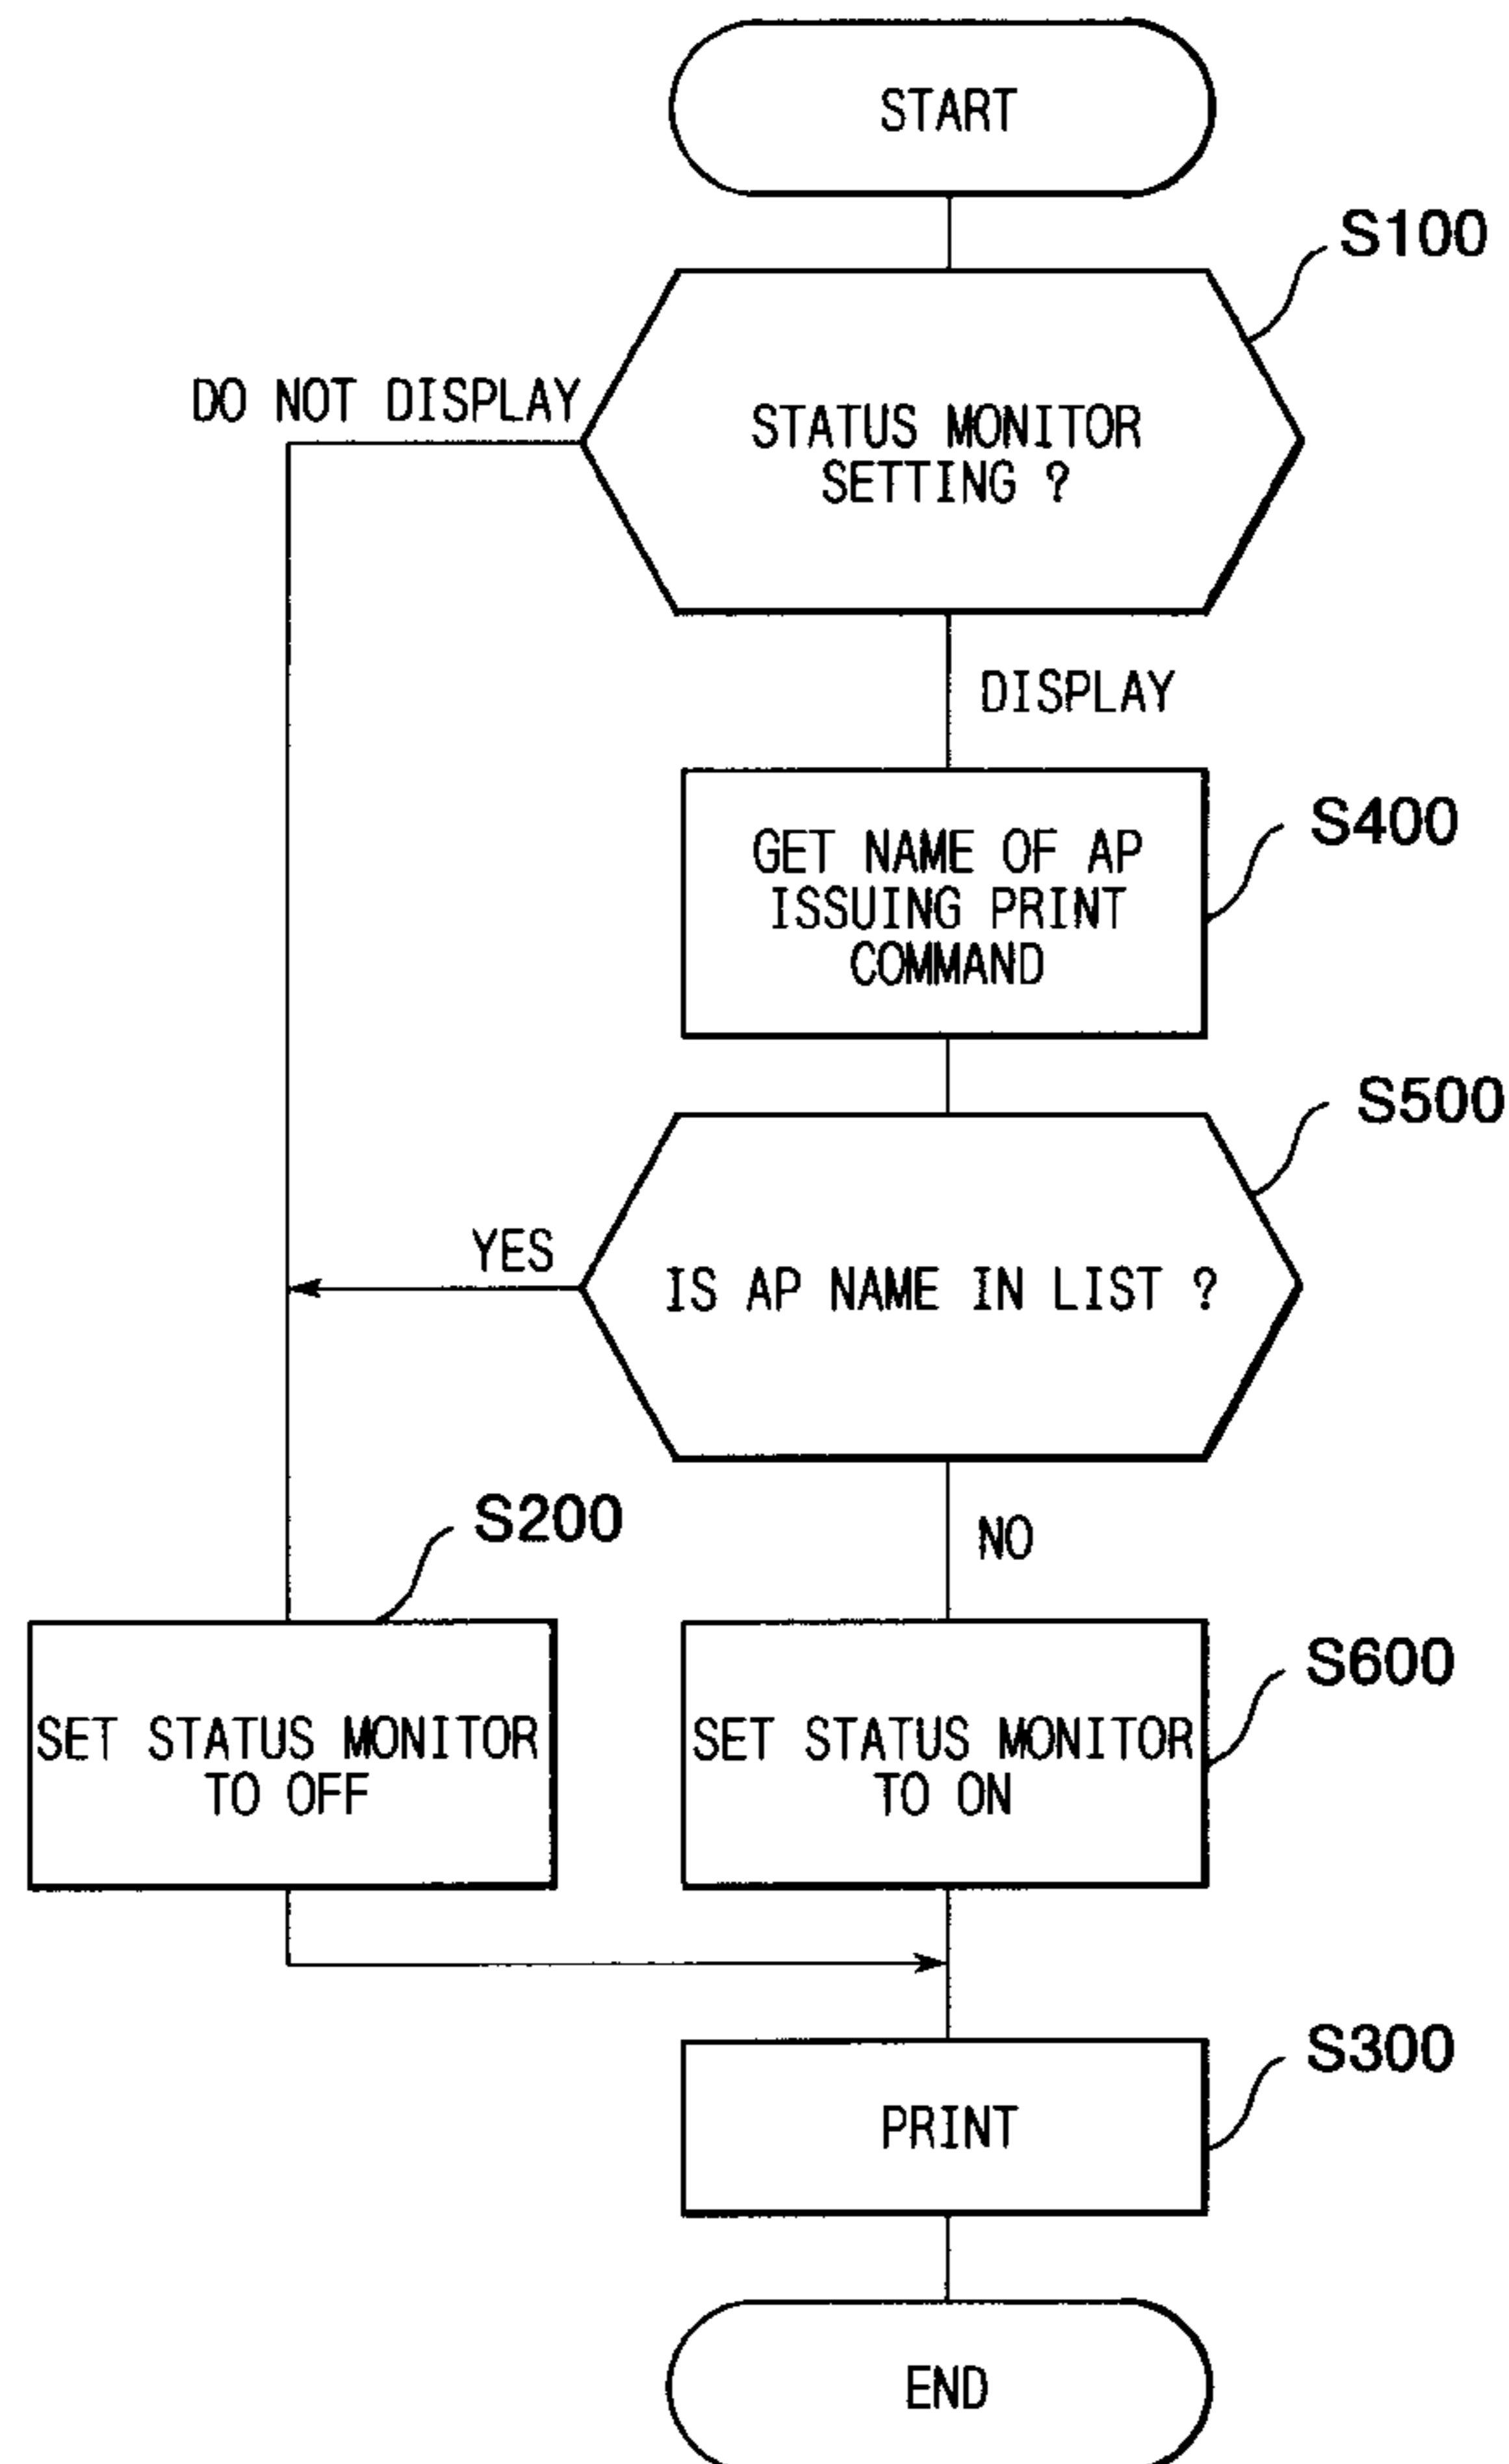 START
S100
DO NOT DISPLAY
STATUS MONITOR
SETTING ?
DISPLAY
GET NAME OF AP
ISSUING PRINT
COMMAND
S400
S500
YES
IS AP NAME IN LIST ?
S200
NO
SET STATUS MONITOR
TO OFF
SET STATUS MONITOR
TO ON
S600
PRINT
S300
END